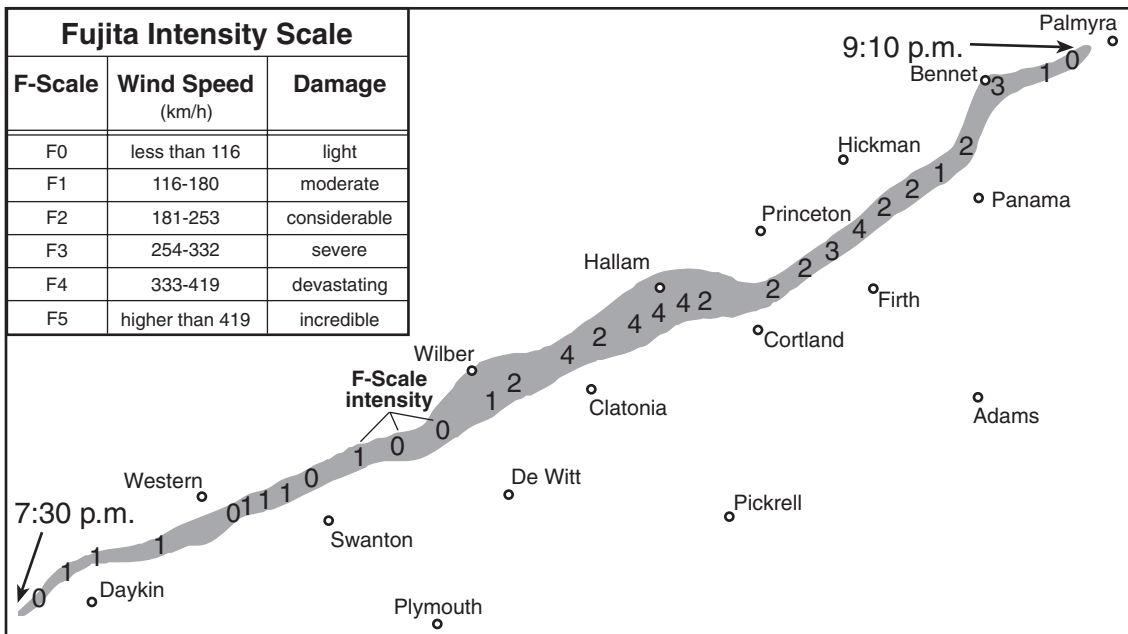 Fujita Intensity Scale
F-Scale Wind Speed Damage
(km/h)
F0 less than 116 light
F1 116-180 moderate
F2 181-253 considerable
F3 254-332 severe
F4 333-419 devastating
F5 higher than 419 incredible
Palmyra
9:10 p.m.
0
1
Bennet
3
2
Hickman
1
2
Panama
2
Princeton
4
3
2
Hallam
2
Firth
2
4
4
4
Cortland
2
4
Wilber
2
1
Clatonia
Adams
F-Scale
intensity
0
0
1
0
Western
De Witt
1
1
1
0
Pickrell
7:30 p.m.
Swanton
1
1
1
0
Daykin
Plymouth